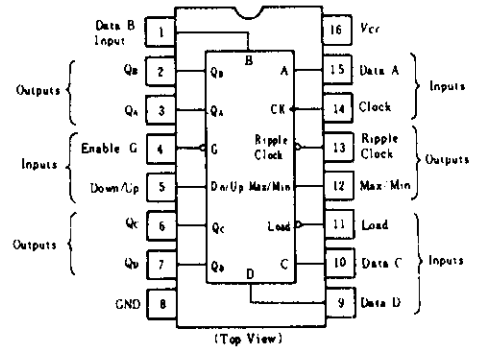 Data B Input 1
16 Vcc
Outputs
QB 2
QA 3
Inputs
Enable G 4
Down/Up 5
Outputs
QC 6
QD 7
GND 8
B
QB A
QA CK
G Ripple Clock
Dn/Up Max/Min
QC Load
QD C
D
15 Data A
14 Clock
Inputs
13 Ripple Clock
12 Max/Min
Outputs
11 Load
10 Data C
9 Data D
Inputs
(Top View)